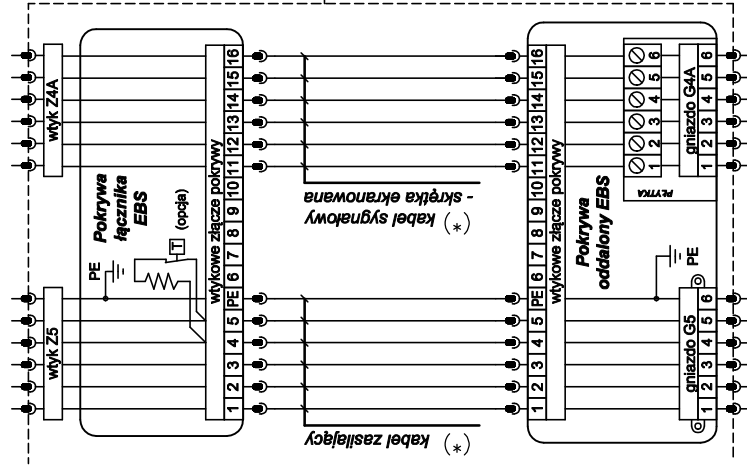 wtyk Z4A
wtyk Z5
Pokrywa
łącznika
EBS
PE
T
(opcja)
wtykowe złącze pokrywy
16
15
14
13
12
11
10
9
8
7
6
PE
5
4
3
2
1
(*) kabel sygnałowy
- skrętka ekranowana
(*) kabel zasilający
wtykowe złącze pokrywy
16
15
14
13
12
11
10
9
8
7
6
PE
5
4
3
2
1
Pokrywa
oddalony EBS
PE
PŁYTKA
6
5
4
3
2
1
gniazdo G4A
6
5
4
3
2
1
gniazdo G5
6
5
4
3
2
1